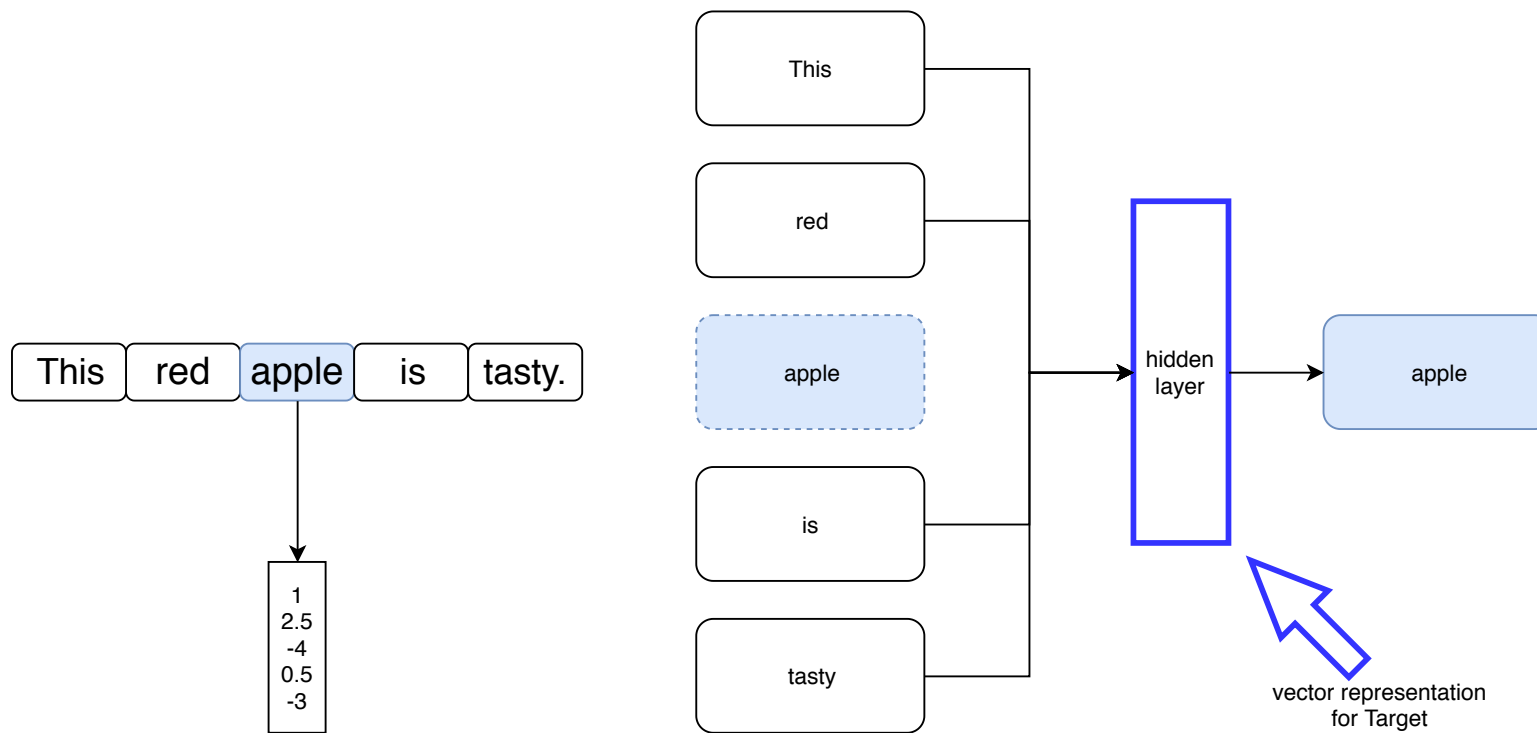 This red apple is tasty.
1
2.5
-4
0.5
-3
This
red
apple
is
tasty
hidden
layer
apple
vector representation
for Target